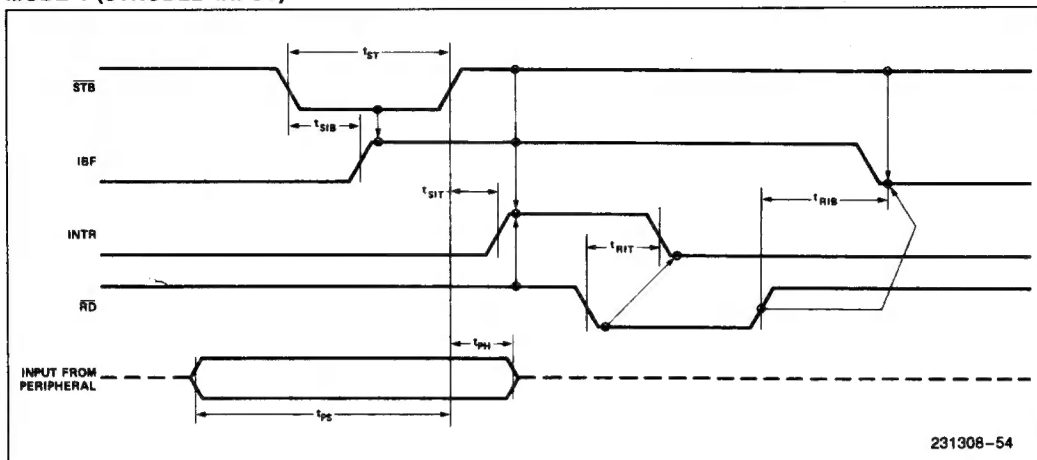 MODE 1 (STROBED INPUT)
tST
STB
tSIB
IBF
tSIT
tRIB
INTR
tRIT
RD
tPH
INPUT FROM
PERIPHERAL
tPS
231308–54